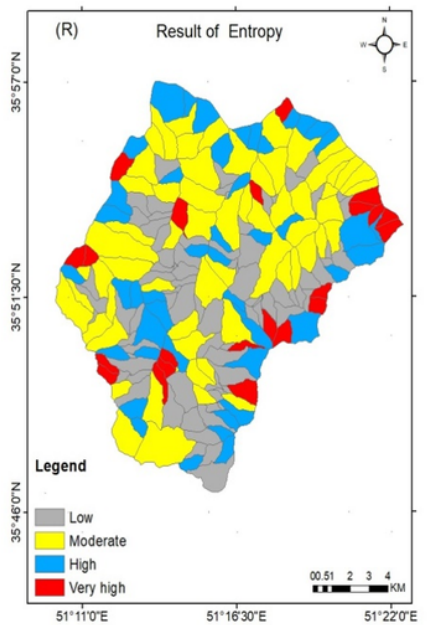 (R)
Result of Entropy
N
W
E
S
35°57'0"N
35°51'30"N
35°46'0"N
Legend
Low
Moderate
High
Very high
00.51 2 3 4
KM
51°11'0"E
51°16'30"E
51°22'0"E